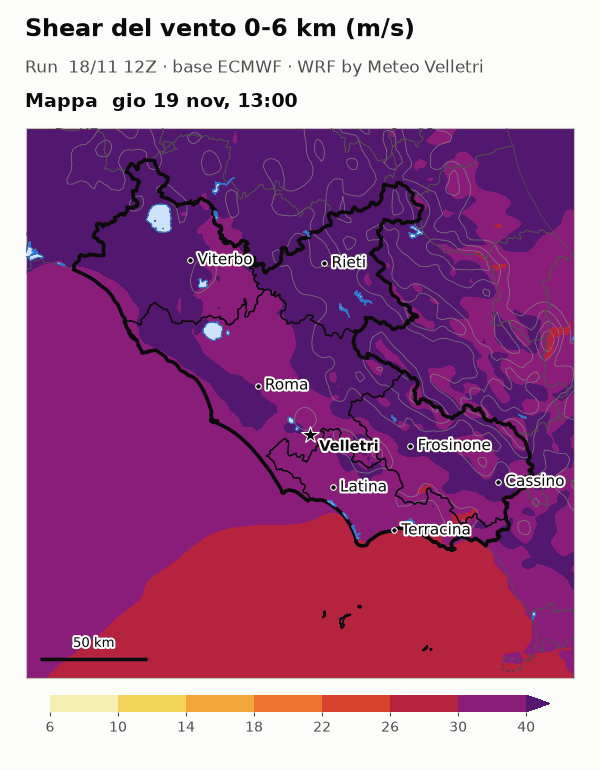 Shear del vento 0-6 km (m/s)
Run  18/11 12Z · base ECMWF · WRF by Meteo Velletri
Mappa  gio 19 nov, 13:00
Viterbo
Rieti
Roma
Velletri
Frosinone
Latina
Cassino
Terracina
50 km
6 10 14 18 22 26 30 40